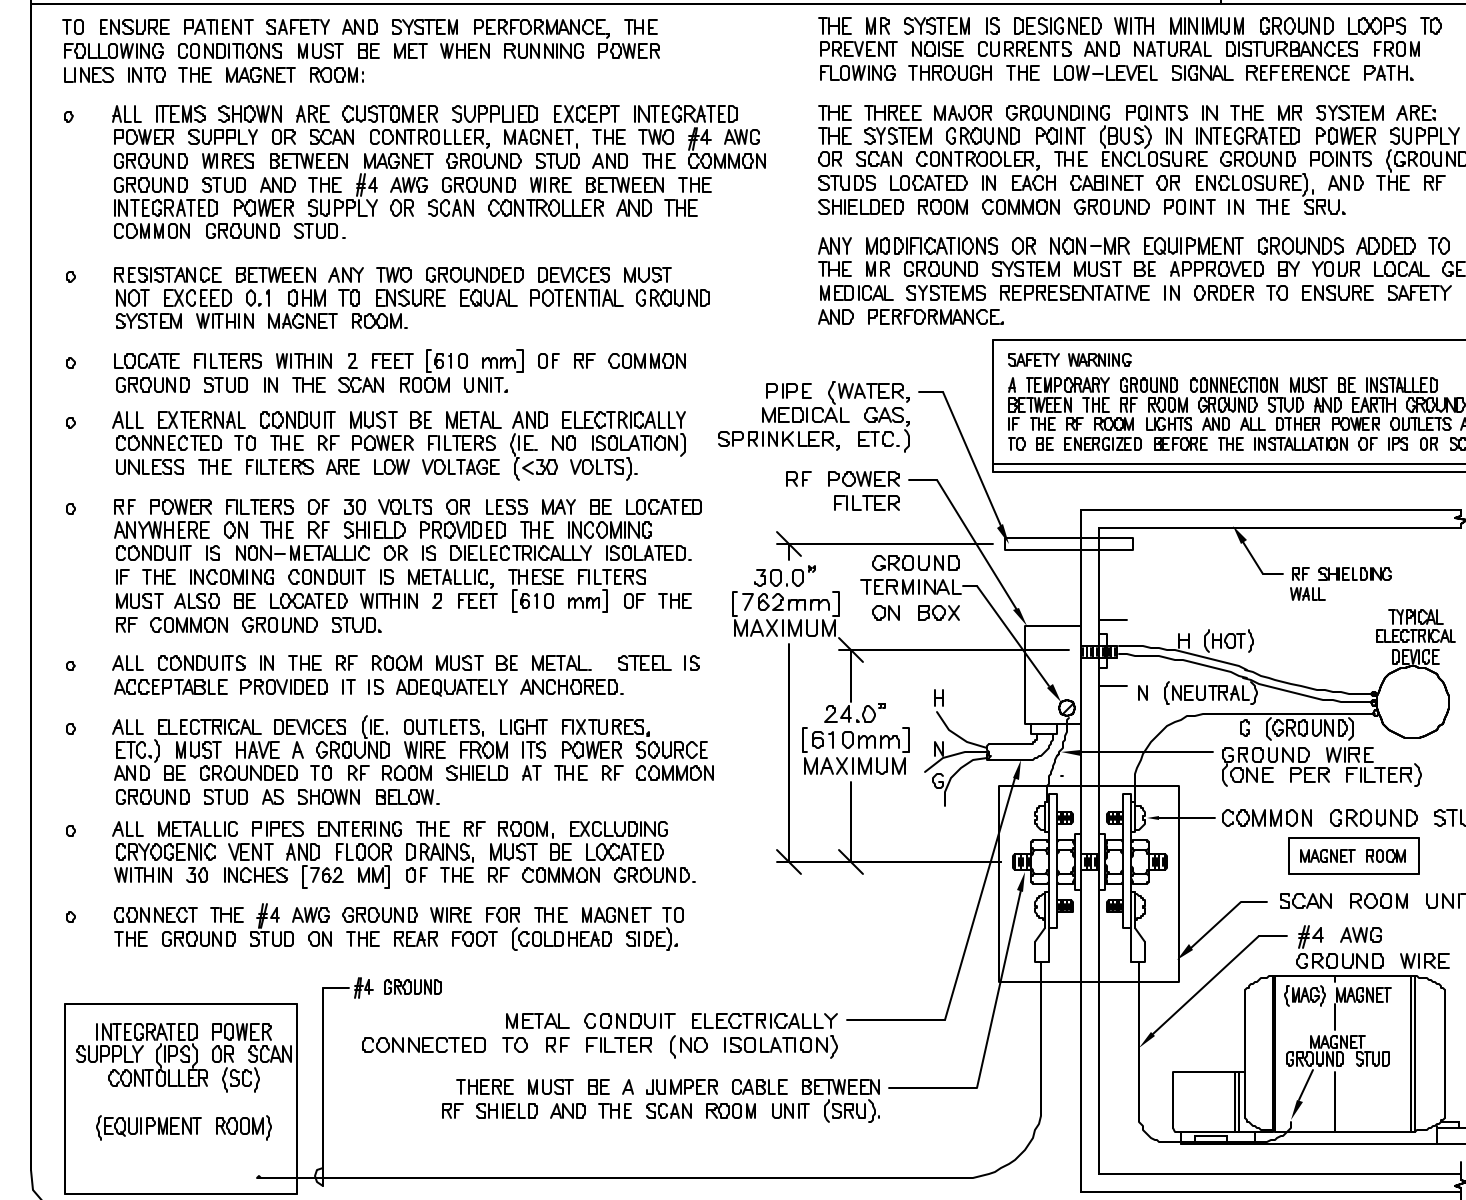 TO ENSURE PATIENT SAFETY AND SYSTEM PERFORMANCE, THE
FOLLOWING CONDITIONS MUST BE MET WHEN RUNNING POWER
LINES INTO THE MAGNET ROOM:
o ALL ITEMS SHOWN ARE CUSTOMER SUPPLIED EXCEPT INTEGRATED
POWER SUPPLY OR SCAN CONTROLLER, MAGNET, THE TWO #4 AWG
GROUND WIRES BETWEEN MAGNET GROUND STUD AND THE COMMON
GROUND STUD AND THE #4 AWG GROUND WIRE BETWEEN THE
INTEGRATED POWER SUPPLY OR SCAN CONTROLLER AND THE
COMMON GROUND STUD.
o RESISTANCE BETWEEN ANY TWO GROUNDED DEVICES MUST
NOT EXCEED 0.1 OHM TO ENSURE EQUAL POTENTIAL GROUND
SYSTEM WITHIN MAGNET ROOM.
o LOCATE FILTERS WITHIN 2 FEET [610 mm] OF RF COMMON
GROUND STUD IN THE SCAN ROOM UNIT.
o ALL EXTERNAL CONDUIT MUST BE METAL AND ELECTRICALLY
CONNECTED TO THE RF POWER FILTERS (IE. NO ISOLATION)
UNLESS THE FILTERS ARE LOW VOLTAGE (<30 VOLTS).
o RF POWER FILTERS OF 30 VOLTS OR LESS MAY BE LOCATED
ANYWHERE ON THE RF SHIELD PROVIDED THE INCOMING
CONDUIT IS NON-METALLIC OR IS DIELECTRICALLY ISOLATED.
IF THE INCOMING CONDUIT IS METALLIC, THESE FILTERS
MUST ALSO BE LOCATED WITHIN 2 FEET [610 mm] OF THE
RF COMMON GROUND STUD.
o ALL CONDUITS IN THE RF ROOM MUST BE METAL. STEEL IS
ACCEPTABLE PROVIDED IT IS ADEQUATELY ANCHORED.
o ALL ELECTRICAL DEVICES (IE. OUTLETS, LIGHT FIXTURES,
ETC.) MUST HAVE A GROUND WIRE FROM ITS POWER SOURCE
AND BE GROUNDED TO RF ROOM SHIELD AT THE RF COMMON
GROUND STUD AS SHOWN BELOW.
o ALL METALLIC PIPES ENTERING THE RF ROOM, EXCLUDING
CRYOGENIC VENT AND FLOOR DRAINS, MUST BE LOCATED
WITHIN 30 INCHES [762 MM] OF THE RF COMMON GROUND.
o CONNECT THE #4 AWG GROUND WIRE FOR THE MAGNET TO
THE GROUND STUD ON THE REAR FOOT (COLDHEAD SIDE).
THE MR SYSTEM IS DESIGNED WITH MINIMUM GROUND LOOPS TO
PREVENT NOISE CURRENTS AND NATURAL DISTURBANCES FROM
FLOWING THROUGH THE LOW-LEVEL SIGNAL REFERENCE PATH.
THE THREE MAJOR GROUNDING POINTS IN THE MR SYSTEM ARE:
THE SYSTEM GROUND POINT (BUS) IN INTEGRATED POWER SUPPLY
OR SCAN CONTROOLER, THE ENCLOSURE GROUND POINTS (GROUND
STUDS LOCATED IN EACH CABINET OR ENCLOSURE), AND THE RF
SHIELDED ROOM COMMON GROUND POINT IN THE SRU.
ANY MODIFICATIONS OR NON-MR EQUIPMENT GROUNDS ADDED TO
THE MR GROUND SYSTEM MUST BE APPROVED BY YOUR LOCAL GE
MEDICAL SYSTEMS REPRESENTATIVE IN ORDER TO ENSURE SAFETY
AND PERFORMANCE.
SAFETY WARNING
A TEMPORARY GROUND CONNECTION MUST BE INSTALLED
BETWEEN THE RF ROOM GROUND STUD AND EARTH GROUND
IF THE RF ROOM LIGHTS AND ALL OTHER POWER OUTLETS
TO BE ENERGIZED BEFORE THE INSTALLATION OF IPS OR
PIPE (WATER,
MEDICAL GAS,
SPRINKLER, ETC.)
RF POWER
FILTER
GROUND
TERMINAL
ON BOX
30.0"
[762mm]
MAXIMUM
24.0"
[610mm]
MAXIMUM
H
N
G
RF SHIELDING
WALL
TYPICAL
ELECTRICAL
DEVICE
H (HOT)
N (NEUTRAL)
G (GROUND)
GROUND WIRE
(ONE PER FILTER)
COMMON GROUND
MAGNET ROOM
SCAN ROOM
#4 AWG
GROUND WIRE
(MAG) MAGNET
MAGNET
GROUND STUD
#4 GROUND
METAL CONDUIT ELECTRICALLY
CONNECTED TO RF FILTER (NO ISOLATION)
THERE MUST BE A JUMPER CABLE BETWEEN
RF SHIELD AND THE SCAN ROOM UNIT (SRU).
INTEGRATED POWER
SUPPLY (IPS) OR SCAN
CONTOLLER (SC)
(EQUIPMENT ROOM)